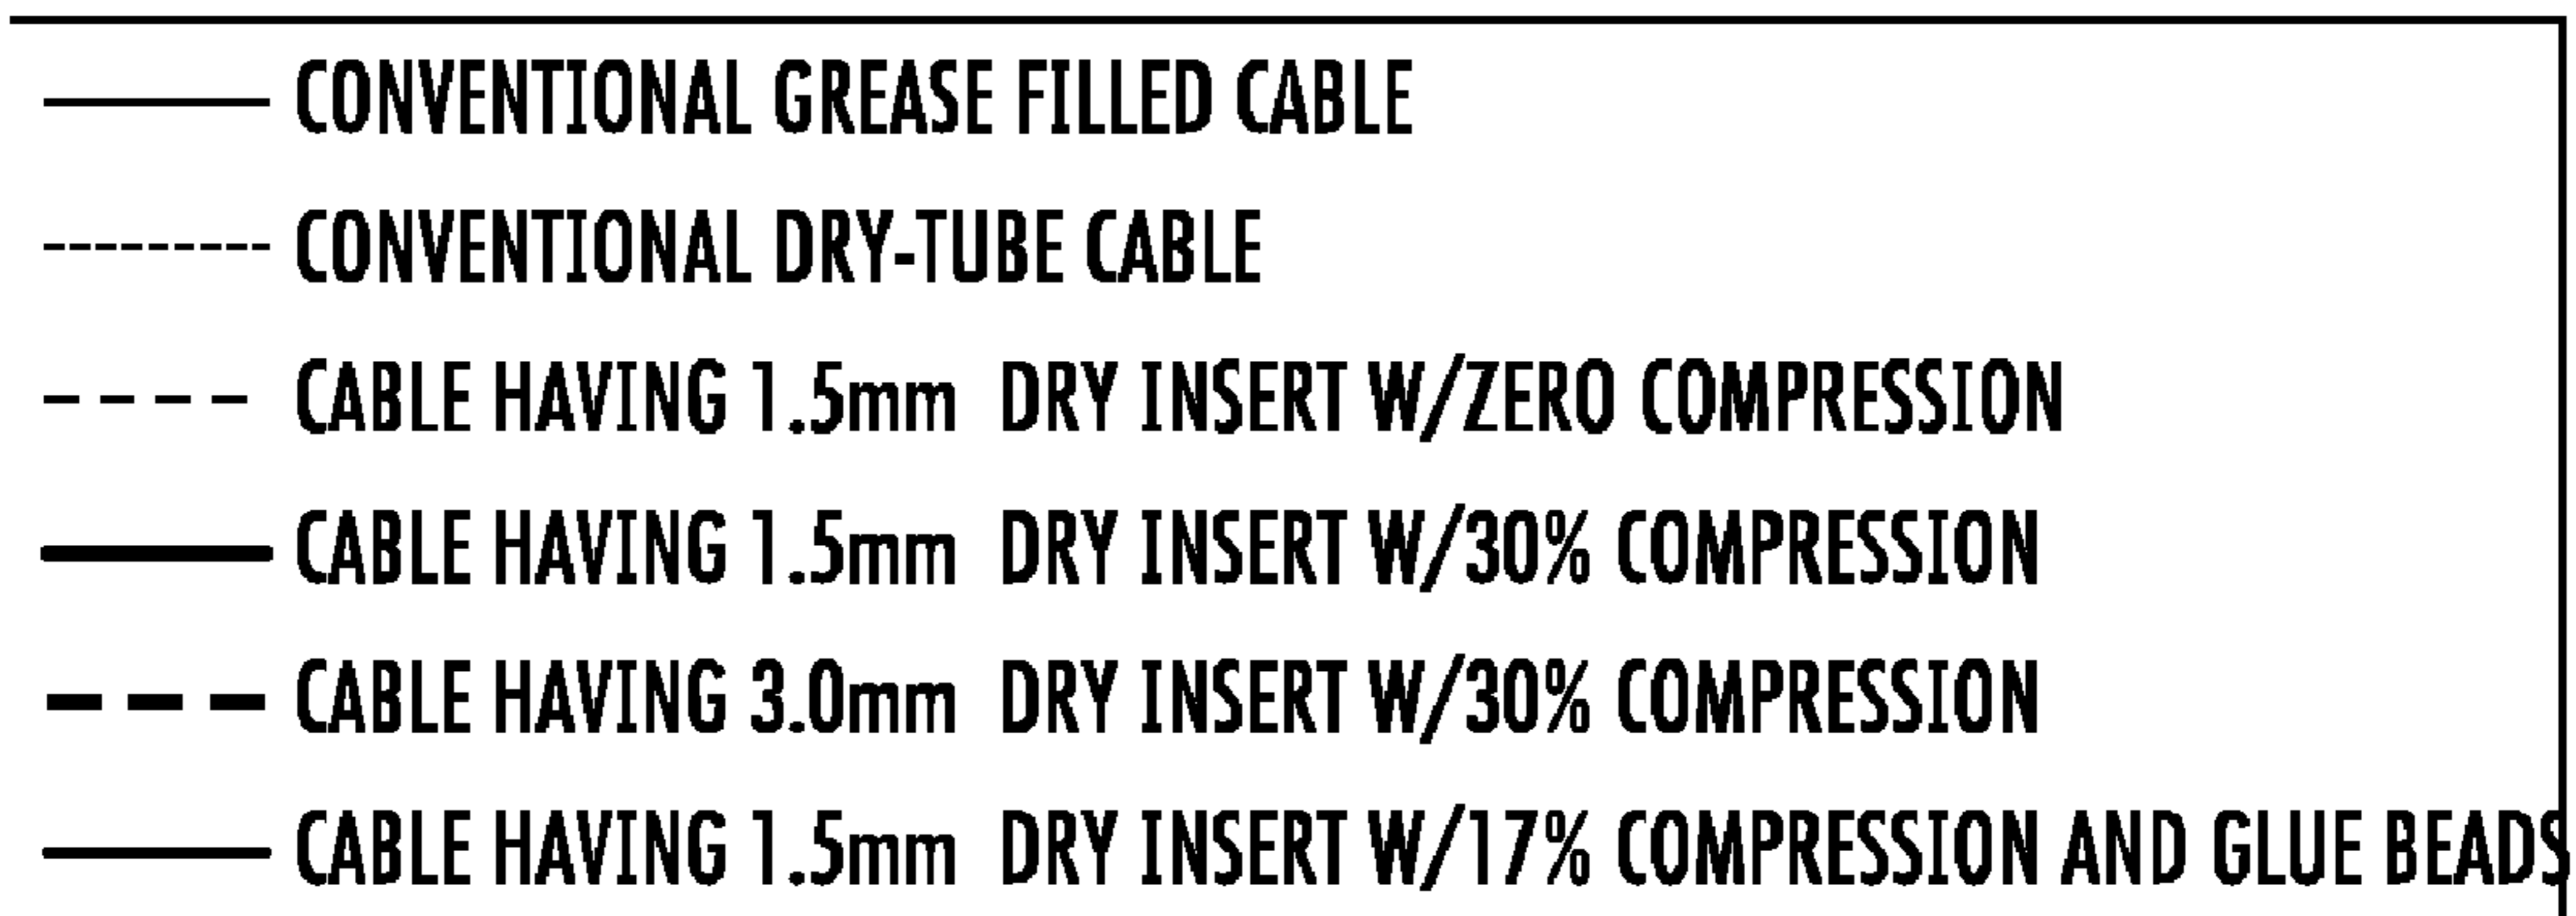 CONVENTIONAL GREASE FILLED CABLE
CONVENTIONAL DRY-TUBE CABLE
CABLE HAVING 1.5mm DRY INSERT W/ZERO COMPRESSION
CABLE HAVING 1.5mm DRY INSERT W/30% COMPRESSION
CABLE HAVING 3.0mm DRY INSERT W/30% COMPRESSION
CABLE HAVING 1.5mm DRY INSERT W/17% COMPRESSION AND GLUE BEADS